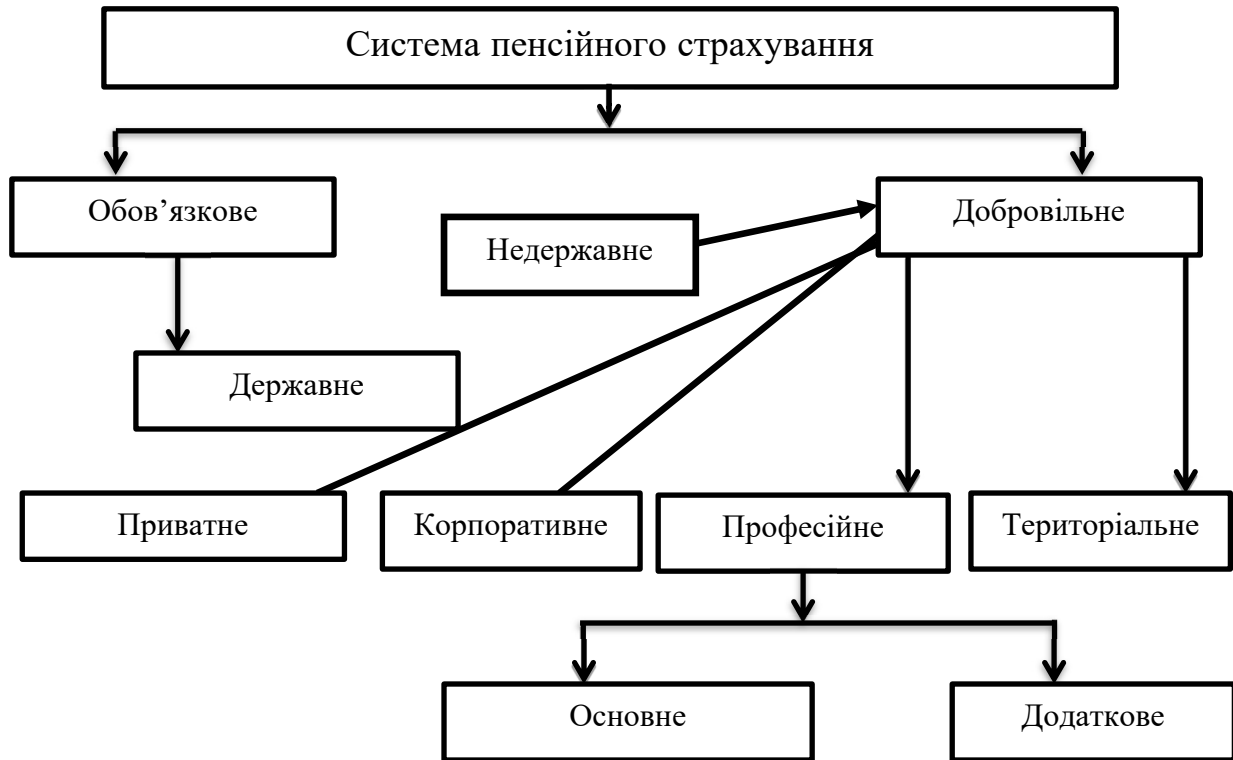 Система пенсійного страхування
Обов’язкове
Добровільне
Недержавне
Державне
Приватне
Корпоративне
Професійне
Територіальне
Основне
Додаткове